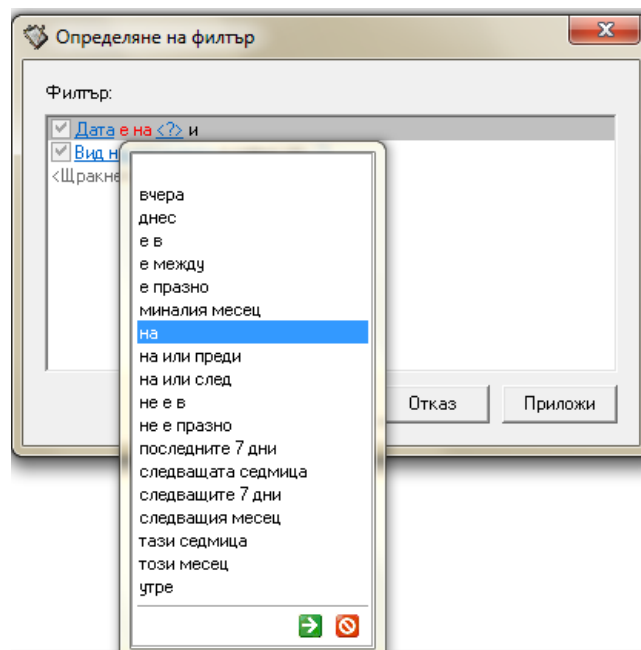 Определяне на филтър
Филтър:
Дата е на <?> и
Вид н
<Щракне
вчера
днес
е в
е между
е празно
миналия месец
на
на или преди
на или след
не е в
не е празно
последните 7 дни
следващата седмица
следващите 7 дни
следващия месец
тази седмица
този месец
утре
Отказ
Приложи